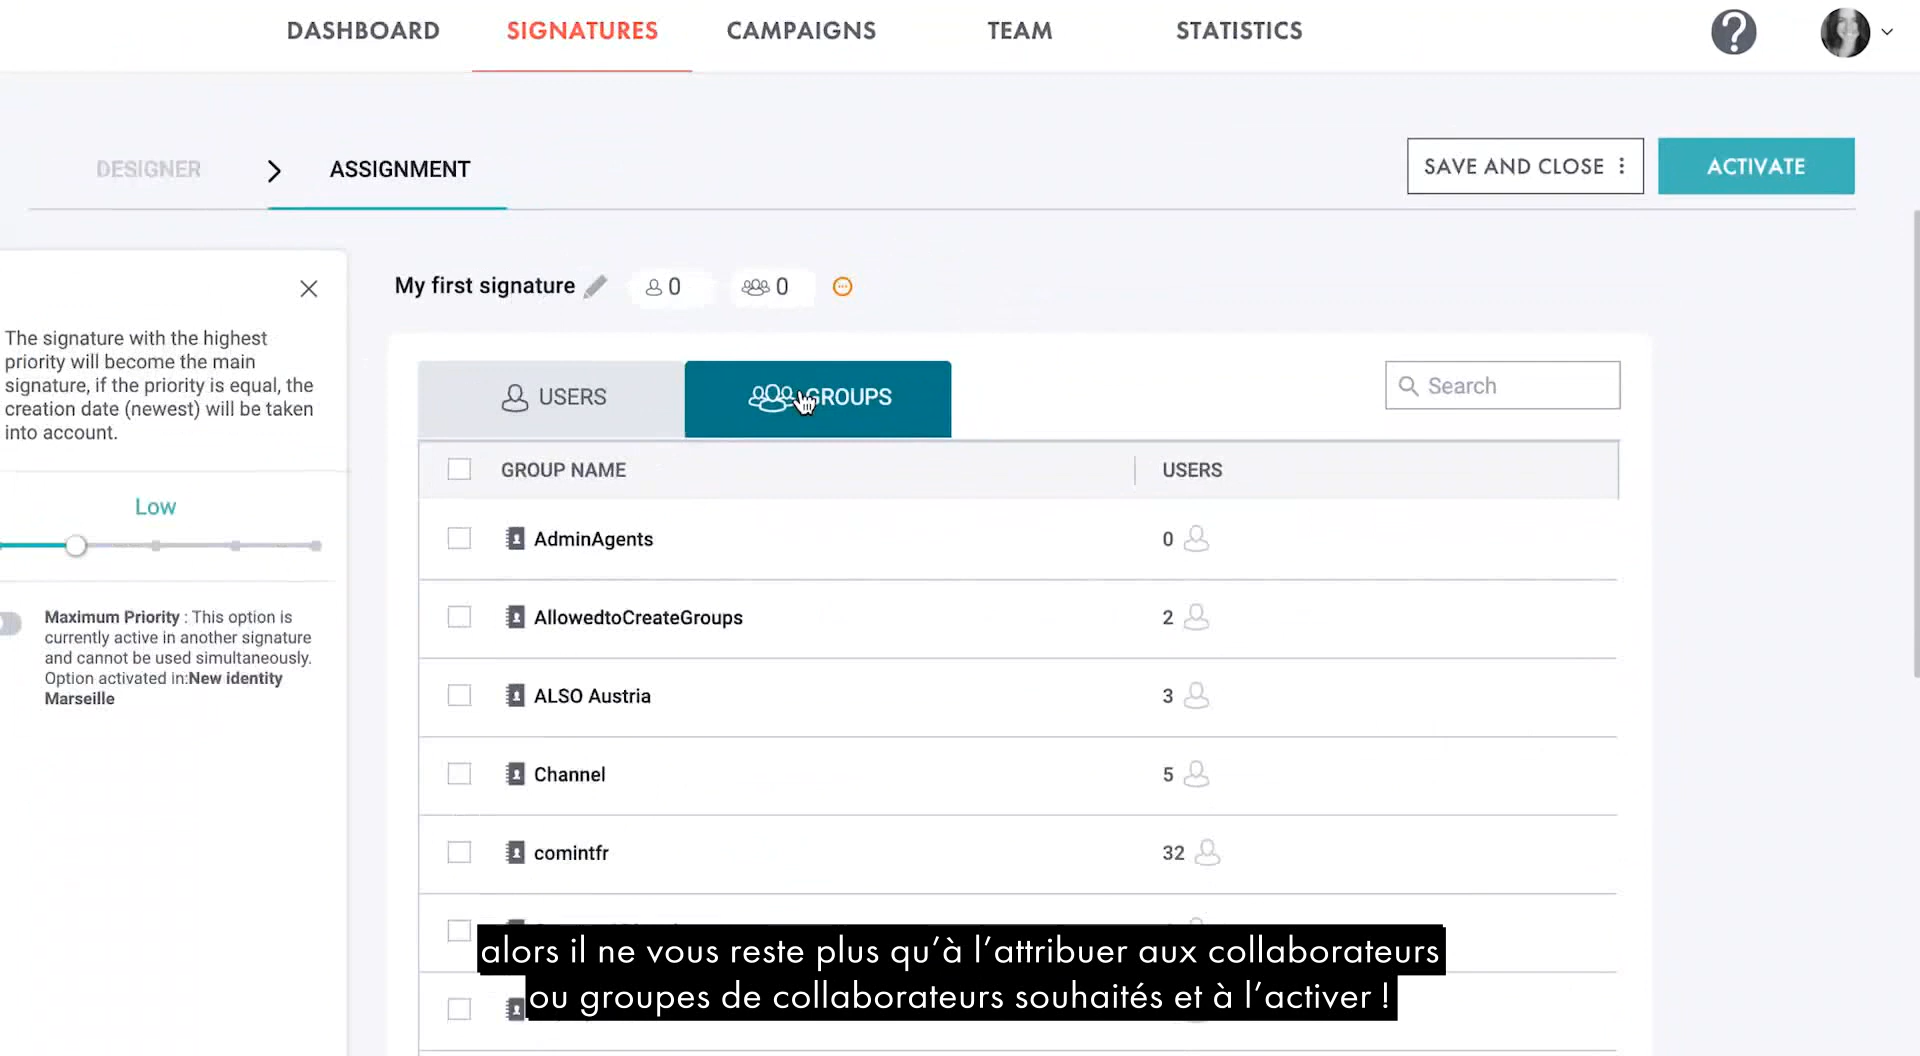 DASHBOARD
SIGNATURES
CAMPAIGNS
TEAM
STATISTICS
?
DESIGNER
ASSIGNMENT
SAVE AND CLOSE
ACTIVATE
The signature with the highest
priority will become the main
signature, if the priority is equal, the
creation date (newest) will be taken
into account.
Low
Maximum Priority : This option is
currently active in another signature
and cannot be used simultaneously.
Option activated in:New identity
Marseille
My first signature
0
0
USERS
GROUPS
Search
GROUP NAME
USERS
AdminAgents
0
AllowedtoCreateGroups
2
ALSO Austria
3
Channel
5
comintfr
32
alors il ne vous reste plus qu’à l’attribuer aux collaborateurs
ou groupes de collaborateurs souhaités et à l’activer !